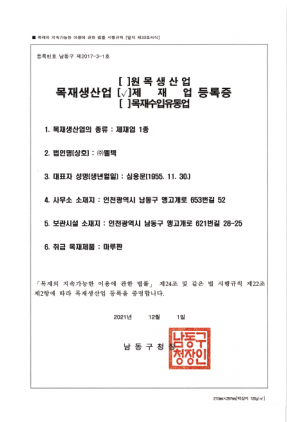 ■ 목재의 지속가능한 이용에 관한 법률 시행규칙 [별지 제22호서식]
등록번호 남동구 제2017-3-1호
[ ]원목생산업
목재생산업 [√]제재업 등록증
[ ]목재수입유통업
1. 목재생산업의 종류 : 제재업 1종
2. 법인명(상호) : ㈜웰텍
3. 대표자 성명(생년월일) : 심용문(1955. 11. 30.)
4. 사무소 소재지 : 인천광역시 남동구 앵고개로 653번길 52
5. 보관시설 소재지 : 인천광역시 남동구 앵고개로 621번길 28-25
6. 취급 목재제품 : 마루판
「목재의 지속가능한 이용에 관한 법률」 제24조 및 같은 법 시행규칙 제22조
제2항에 따라 목재생산업 등록을 증명합니다.
2021년 12월 1일
남동구청장
남동구
청장인